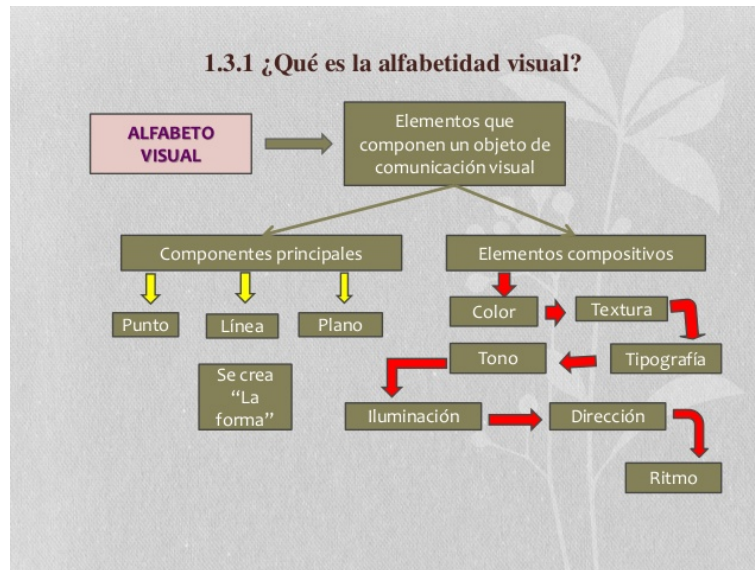 1.3.1 ¿Qué es la alfabetidad visual?
ALFABETO
VISUAL
Elementos que
componen un objeto de
comunicación visual
Componentes principales
Elementos compositivos
Punto
Línea
Plano
Se crea
“La
forma”
Color
Textura
Tipografía
Tono
Iluminación
Dirección
Ritmo